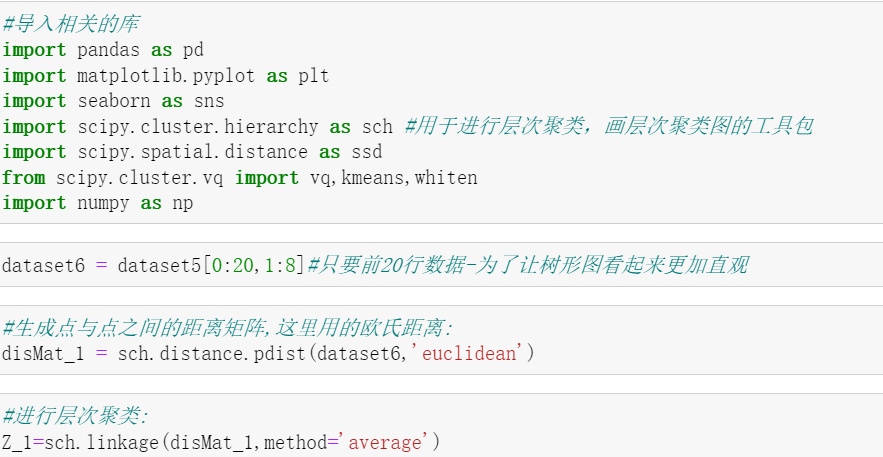 #导入相关的库
import pandas as pd
import matplotlib.pyplot as plt
import seaborn as sns
import scipy.cluster.hierarchy as sch #用于进行层次聚类，画层次聚类图的工具包
import scipy.spatial.distance as ssd
from scipy.cluster.vq import vq,kmeans,whiten
import numpy as np
dataset6 = dataset5[0:20,1:8]#只要前20行数据-为了让树形图看起来更加直观
#生成点与点之间的距离矩阵,这里用的欧氏距离:
disMat_1 = sch.distance.pdist(dataset6,'euclidean')
#进行层次聚类:
Z_1=sch.linkage(disMat_1,method='average')